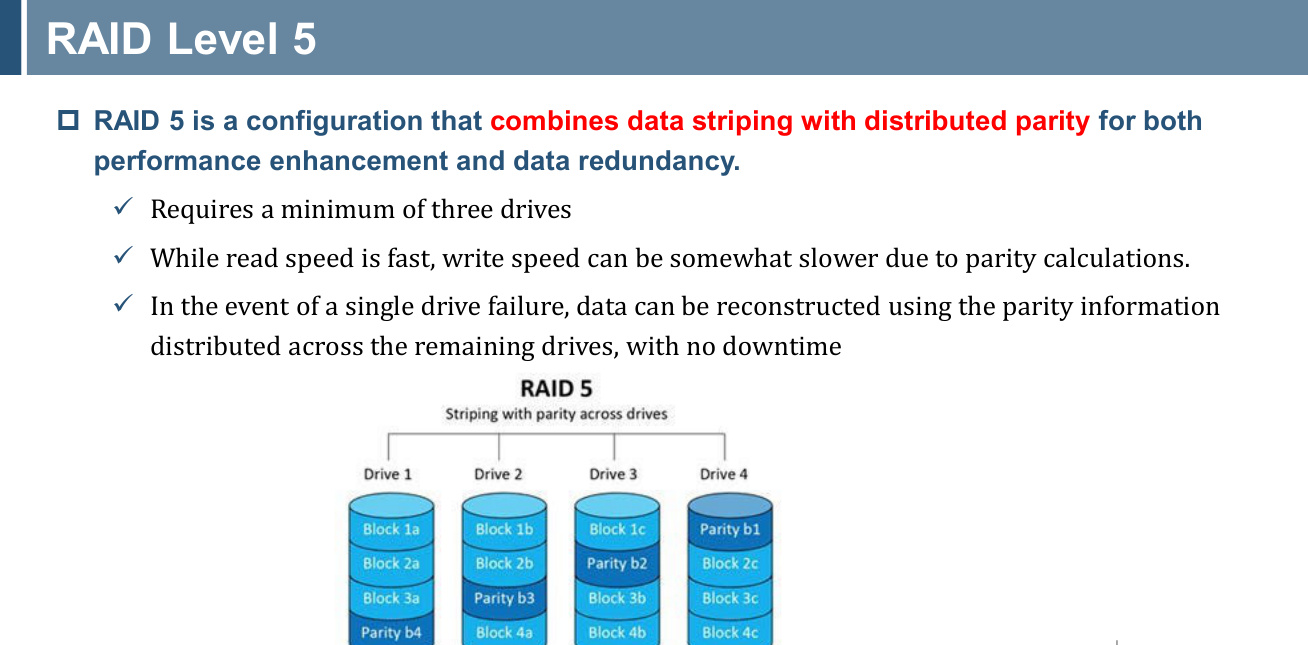 RAID Level 5
RAID 5 is a configuration that combines data striping with distributed parity for both
performance enhancement and data redundancy.
Requires a minimum of three drives
While read speed is fast, write speed can be somewhat slower due to parity calculations.
In the event of a single drive failure, data can be reconstructed using the parity information
distributed across the remaining drives, with no downtime
RAID 5
Striping with parity across drives
Drive 1 Drive 2 Drive 3 Drive 4
Block 1a Block 1b Block 1c Parity b1
Block 2a Block 2b Parity b2 Block 2c
Block 3a Parity b3 Block 3b Block 3c
Parity b4 Block 4a Block 4b Block 4c